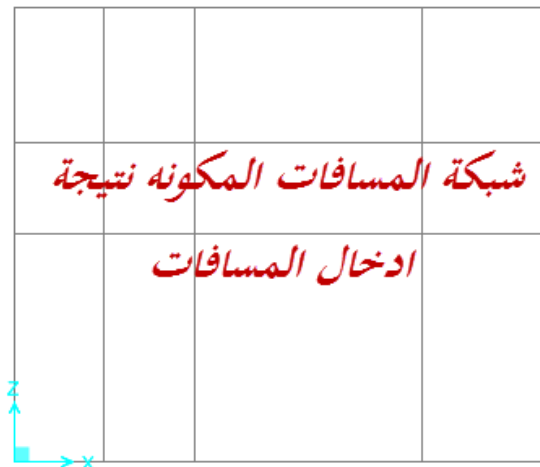 شبكة المسافات المكونه نتيجة
ادخال المسافات
Z
X